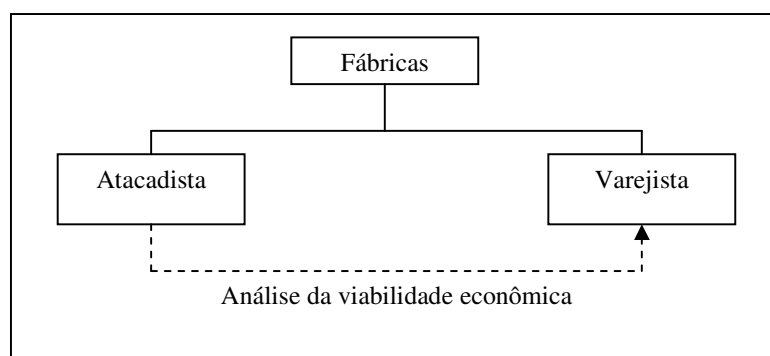 Fábricas
Atacadista
Varejista
Análise da viabilidade econômica